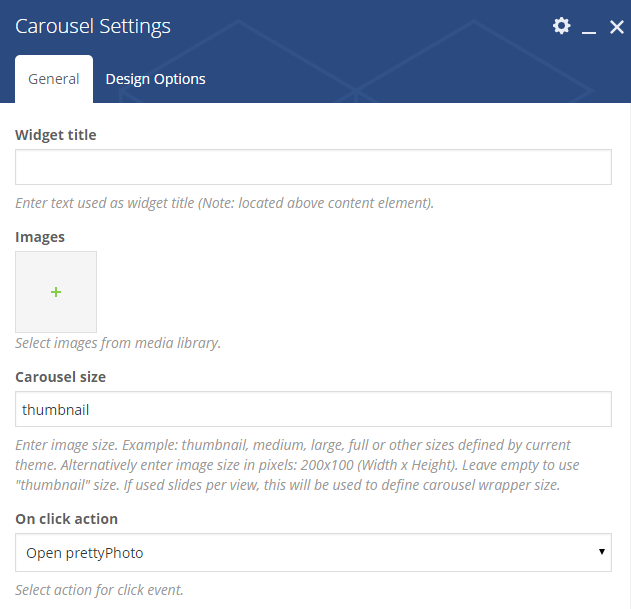 Carousel Settings
General
Design Options
Widget title
Enter text used as widget title (Note: located above content element).
Images
+
Select images from media library.
Carousel size
thumbnail
Enter image size. Example: thumbnail, medium, large, full or other sizes defined by current
theme. Alternatively enter image size in pixels: 200x100 (Width x Height). Leave empty to use
"thumbnail" size. If used slides per view, this will be used to define carousel wrapper size.
On click action
Open prettyPhoto
Select action for click event.